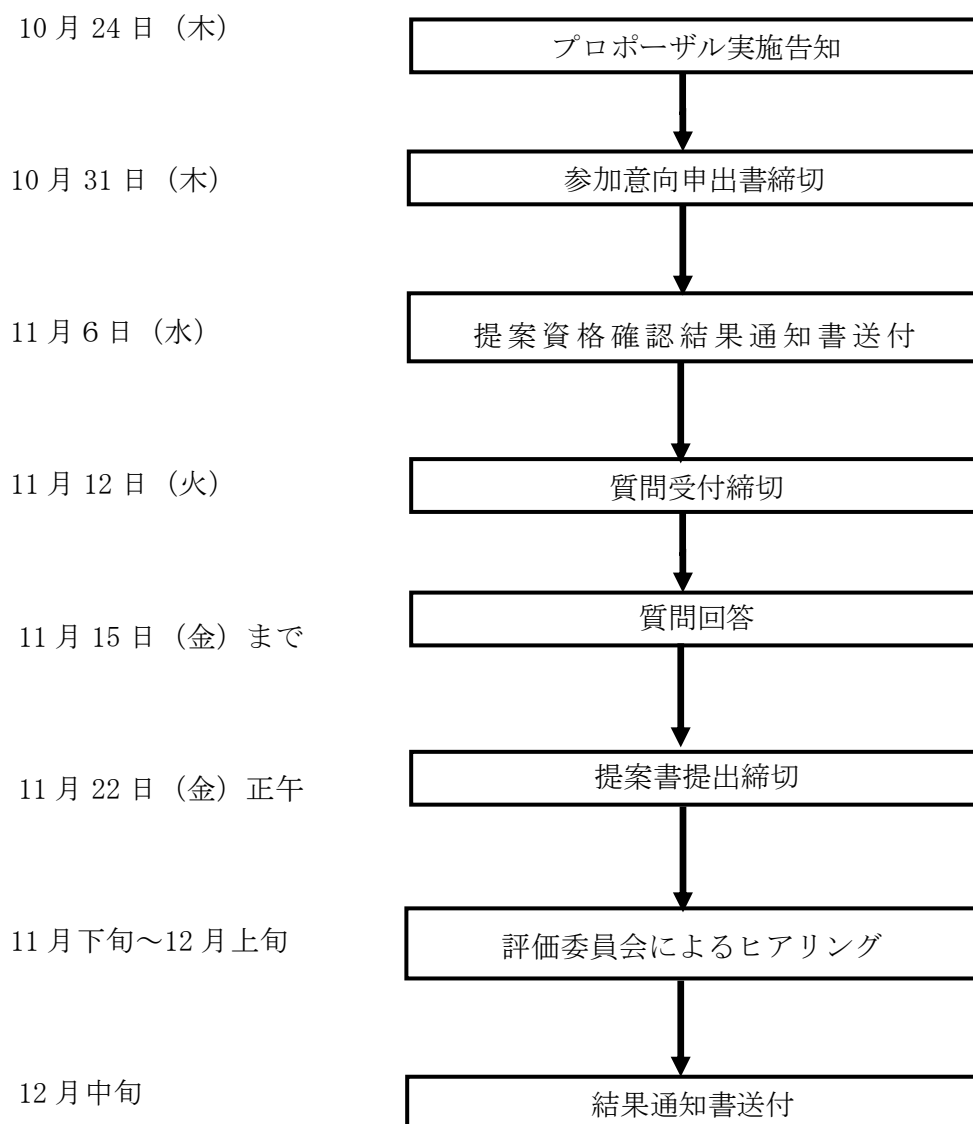 10月24日（木）
プロポーザル実施告知
10月31日（木）
参加意向申出書締切
11月6日（水）
提案資格確認結果通知書送付
11月12日（火）
質問受付締切
質問回答
11月15日（金）まで
提案書提出締切
11月22日（金）正午
11月下旬～12月上旬
評価委員会によるヒアリング
12月中旬
結果通知書送付